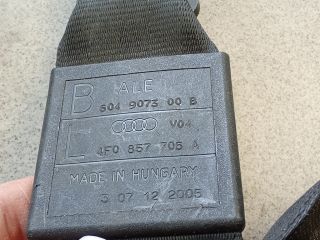 B ALE
604 9073 00 B
L V04
4F0 857 705 A
MADE IN HUNGARY
3 07 12 2005